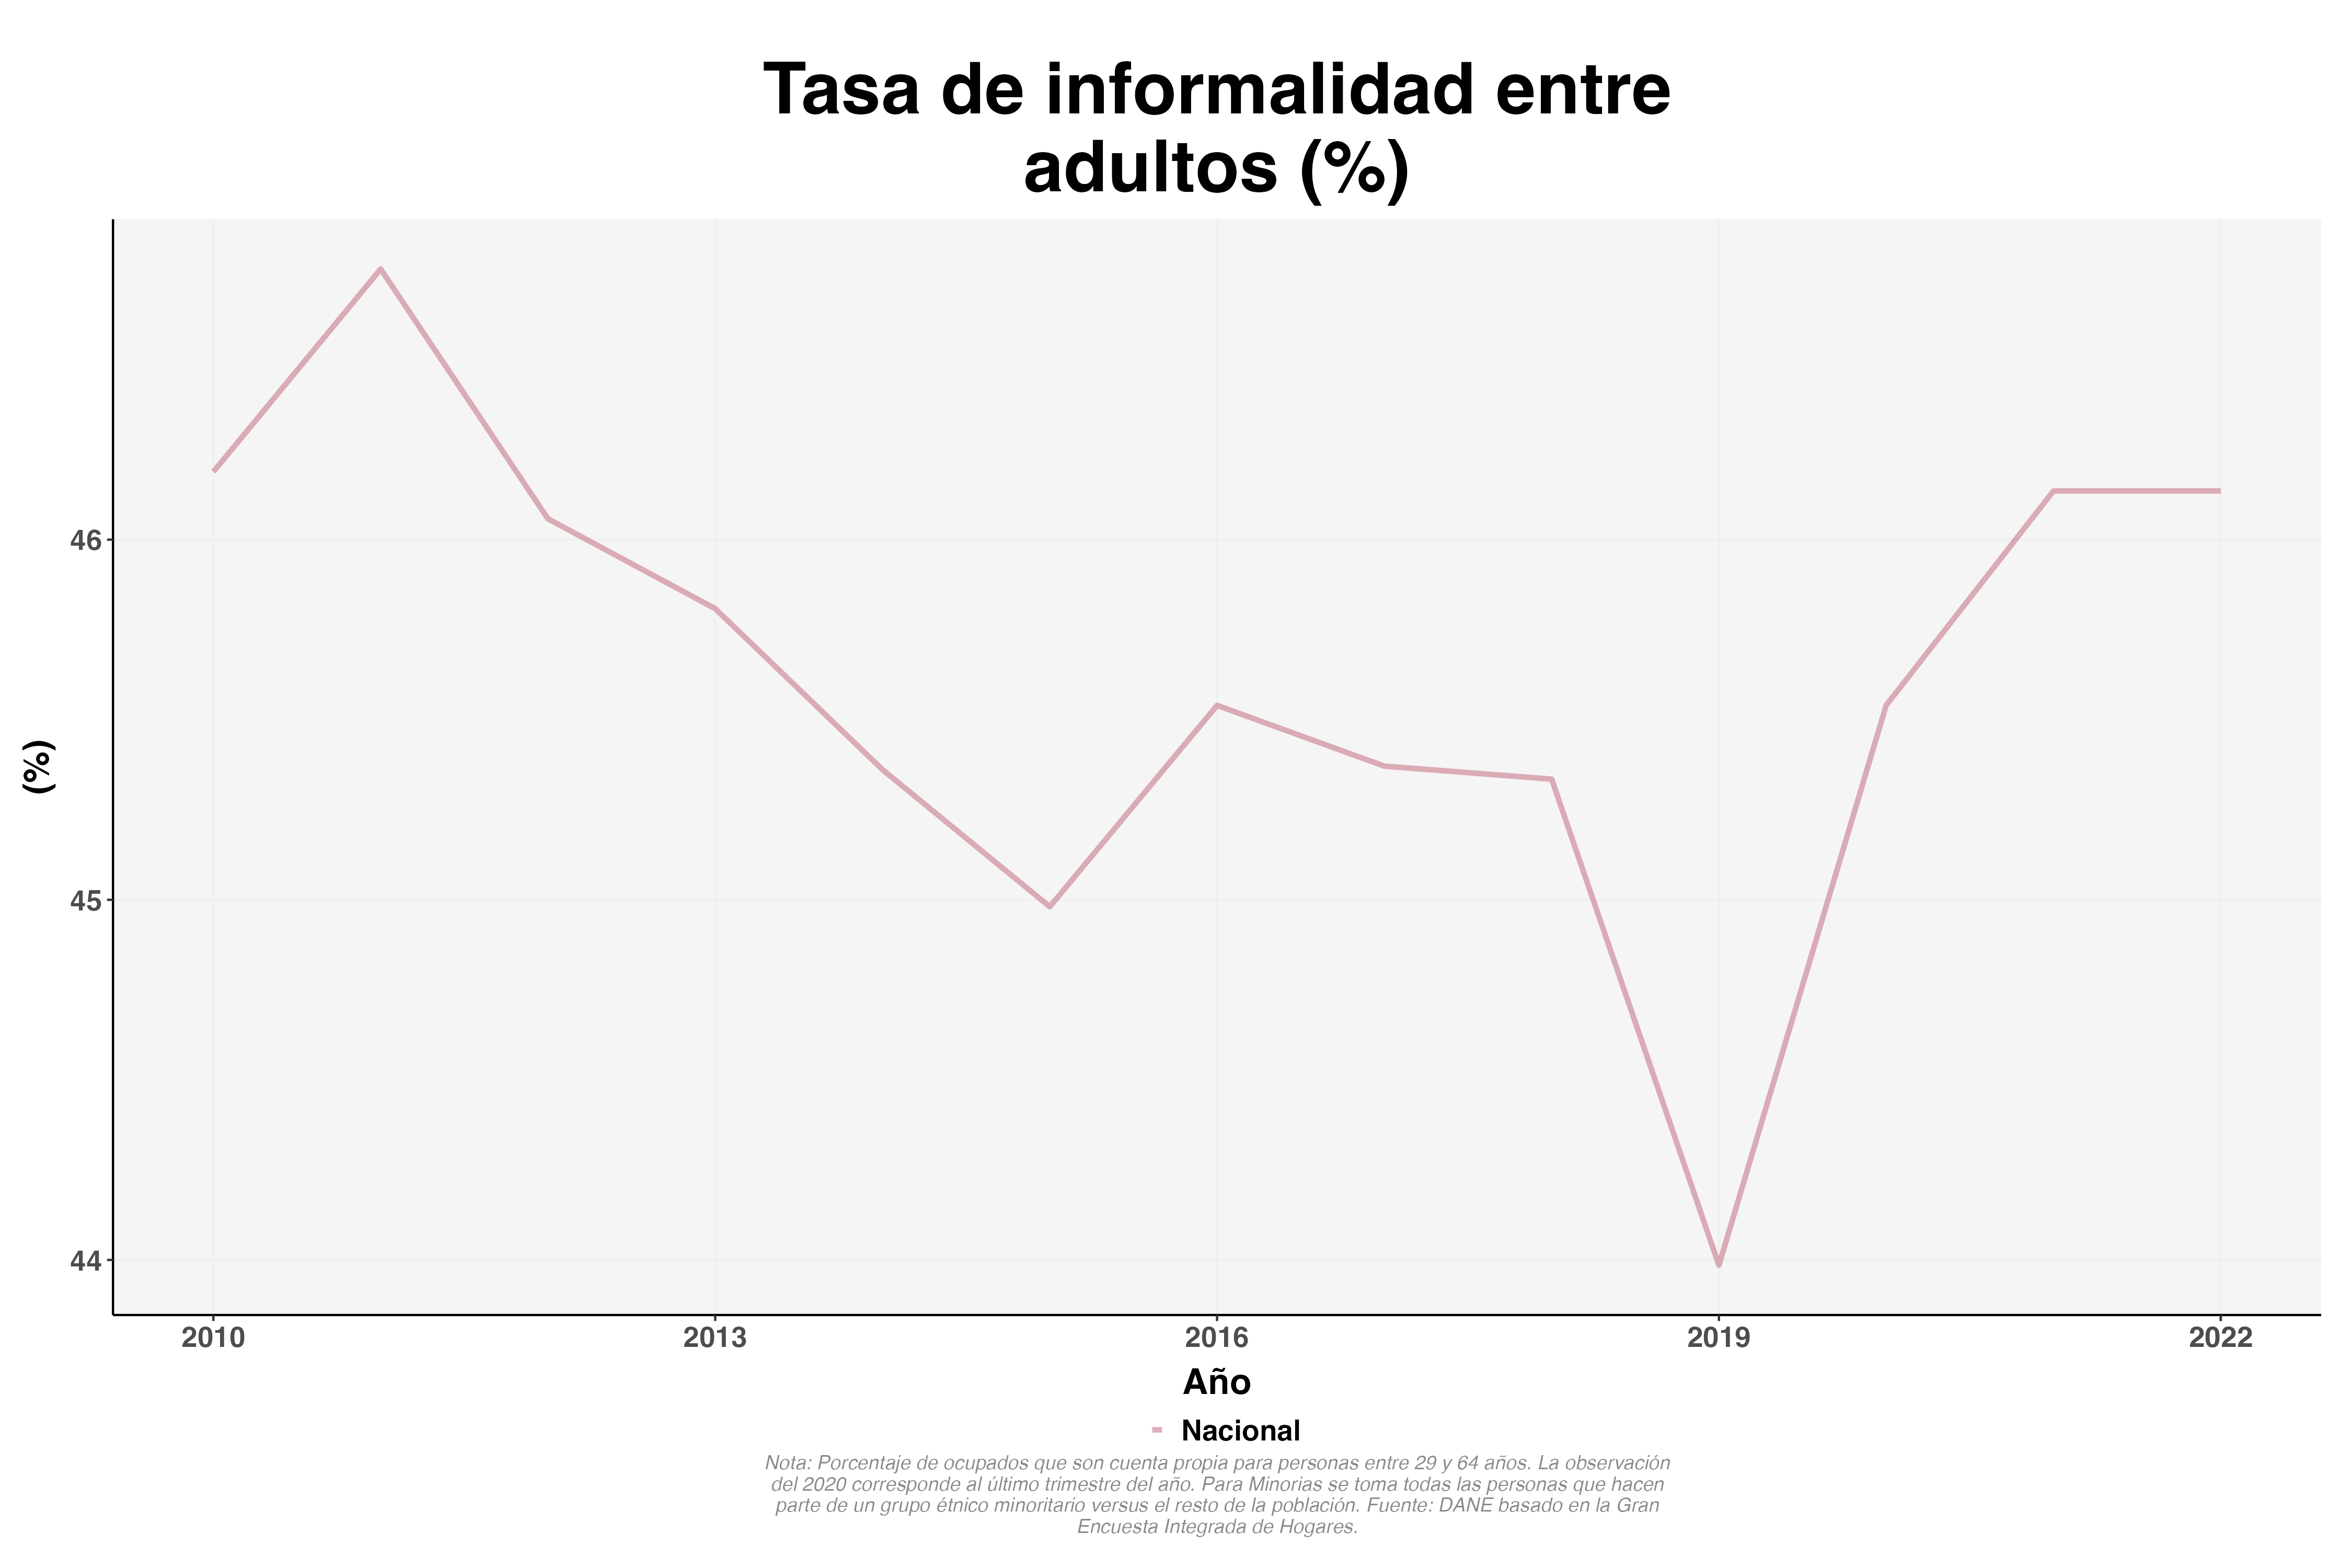 Tasa de informalidad entre
adultos (%)
46
45
44
(%)
2010 2013 2016 2019 2022
Año
Nacional
Nota: Porcentaje de ocupados que son cuenta propia para personas entre 29 y 64 años. La observación
del 2020 corresponde al último trimestre del año. Para Minorias se toma todas las personas que hacen
parte de un grupo étnico minoritario versus el resto de la población. Fuente: DANE basado en la Gran
Encuesta Integrada de Hogares.